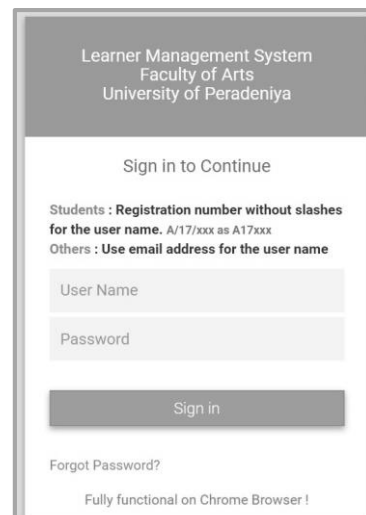 Learner Management System
Faculty of Arts
University of Peradeniya
Sign in to Continue
Students : Registration number without slashes
for the user name. A/17/xxx as A17xxx
Others : Use email address for the user name
User Name
Password
Sign in
Forgot Password?
Fully functional on Chrome Browser !